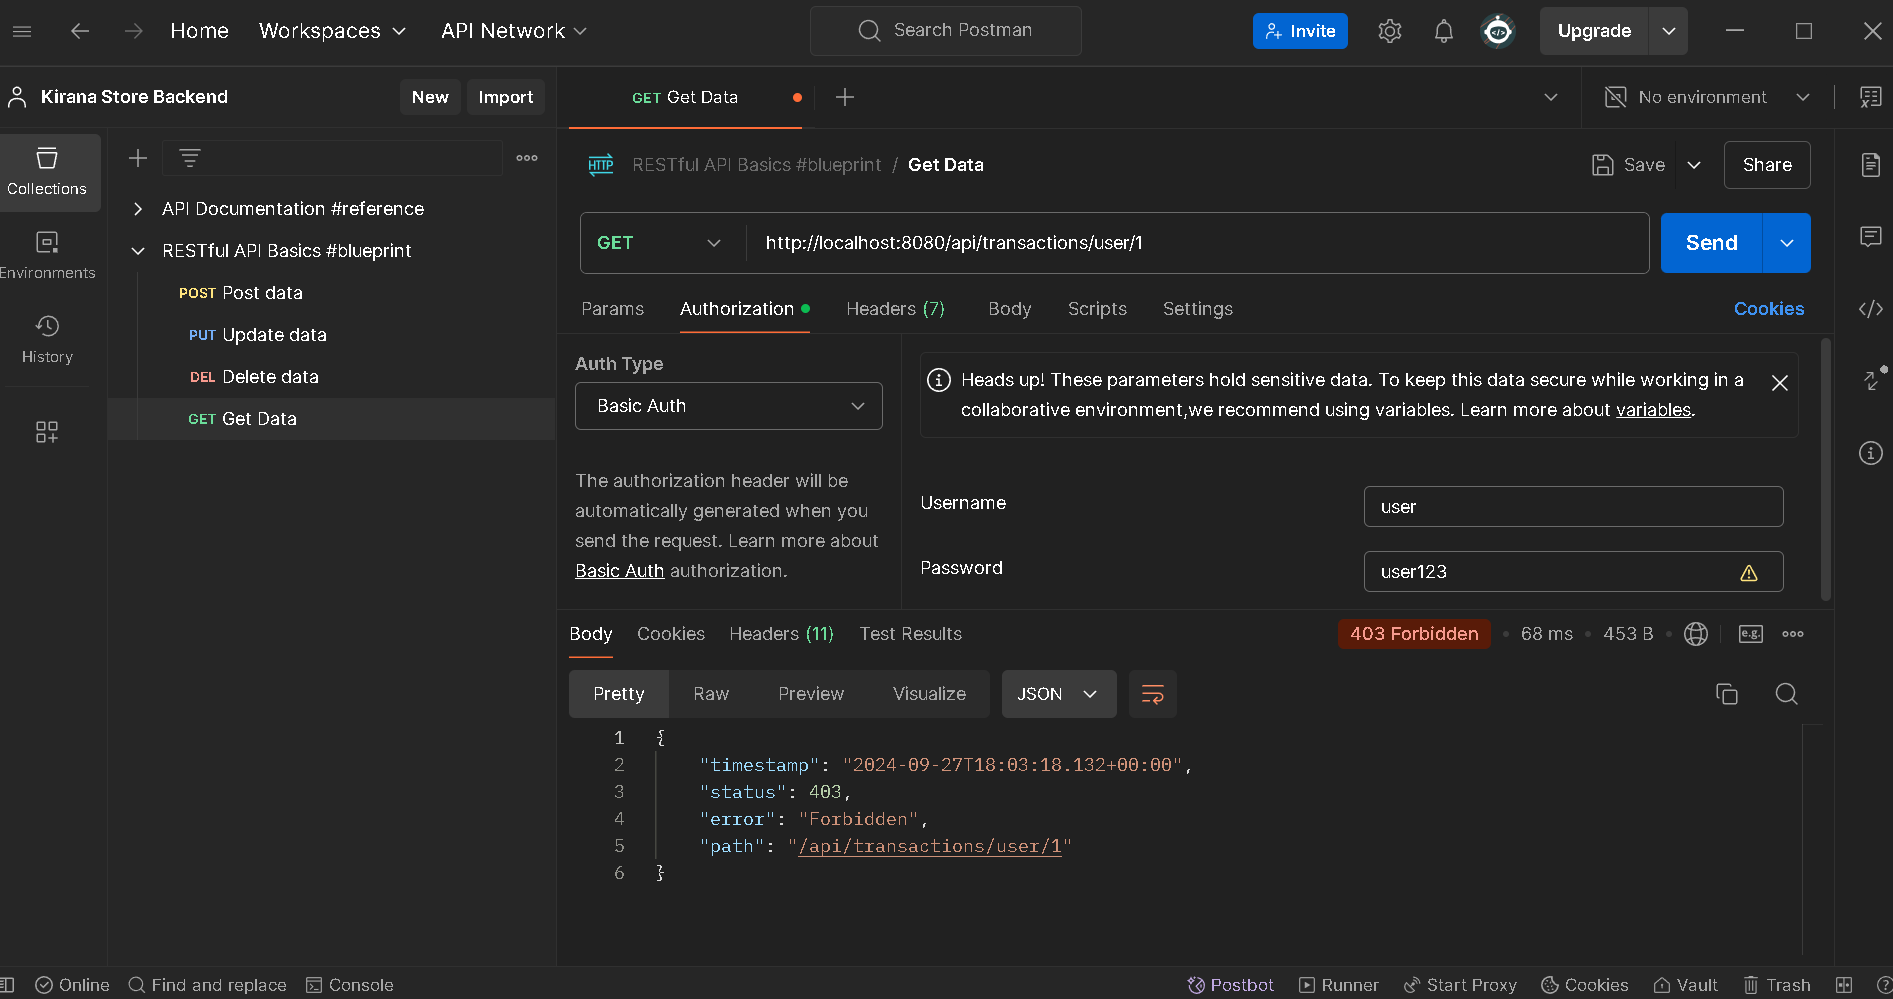 Home
Workspaces
API Network
Search Postman
Invite
Upgrade
Kirana Store Backend
New
Import
GET Get Data
No environment
Collections
Environments
History
API Documentation #reference
RESTful API Basics #blueprint
POST Post data
PUT Update data
DEL Delete data
GET Get Data
HTTP
RESTful API Basics #blueprint / Get Data
Save
Share
GET
http://localhost:8080/api/transactions/user/1
Send
Params
Authorization
Headers (7)
Body
Scripts
Settings
Cookies
Auth Type
Basic Auth
The authorization header will be
automatically generated when you
send the request. Learn more about
Basic Auth authorization.
Heads up! These parameters hold sensitive data. To keep this data secure while working in a
collaborative environment,we recommend using variables. Learn more about variables.
Username
user
Password
user123
Body
Cookies
Headers (11)
Test Results
403 Forbidden
68 ms
453 B
e.g.
Pretty
Raw
Preview
Visualize
JSON
1 {
2 "timestamp": "2024-09-27T18:03:18.132+00:00",
3 "status": 403,
4 "error": "Forbidden",
5 "path": "/api/transactions/user/1"
6 }
Online
Find and replace
Console
Postbot
Runner
Start Proxy
Cookies
Vault
Trash